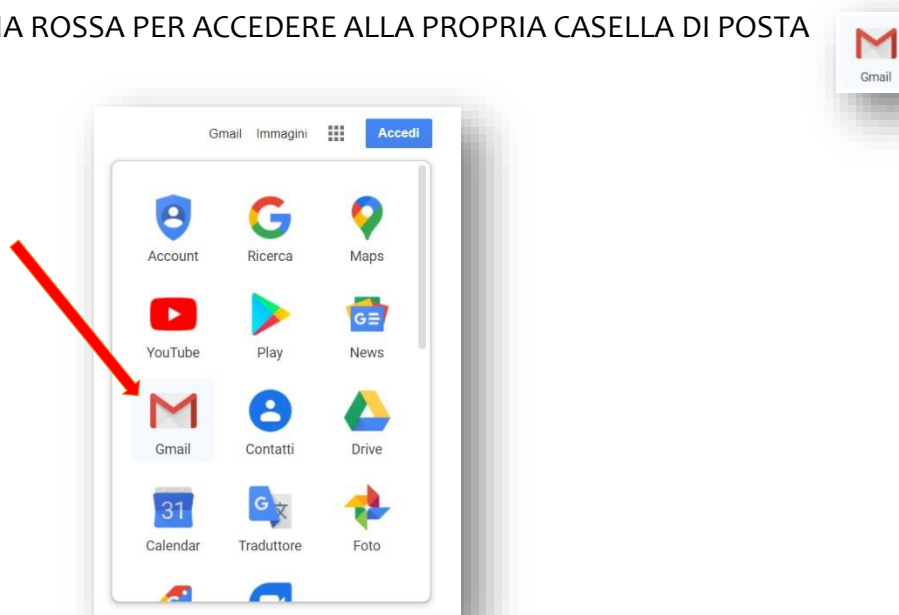 A ROSSA PER ACCEDERE ALLA PROPRIA CASELLA DI POSTA
Gmail
Gmail Immagini Accedi
Account Ricerca Maps
YouTube Play News
Gmail Contatti Drive
31
Calendar Traduttore Foto